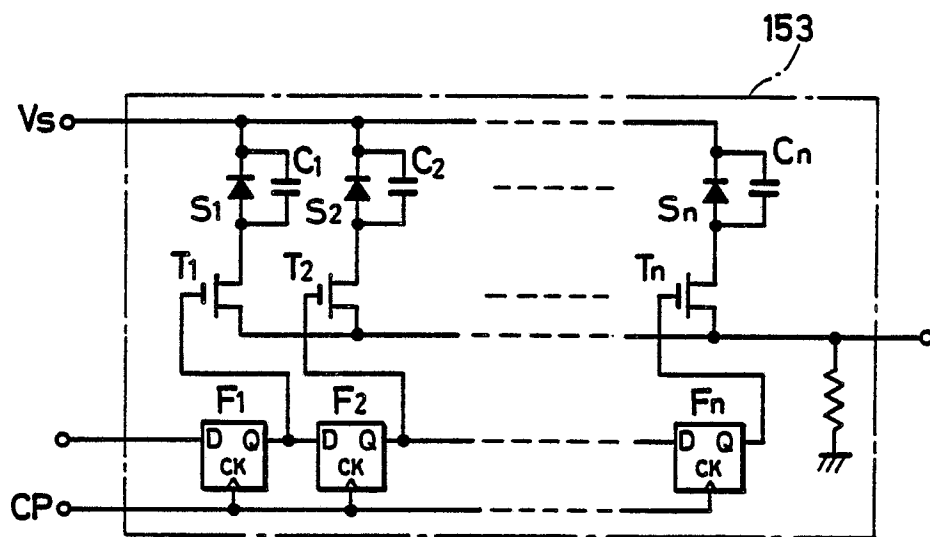 153
Vs
C1 C2 Cn
S1 S2 Sn
T1 T2 Tn
F1 F2 Fn
D Q D Q D Q
CK CK CK
CP